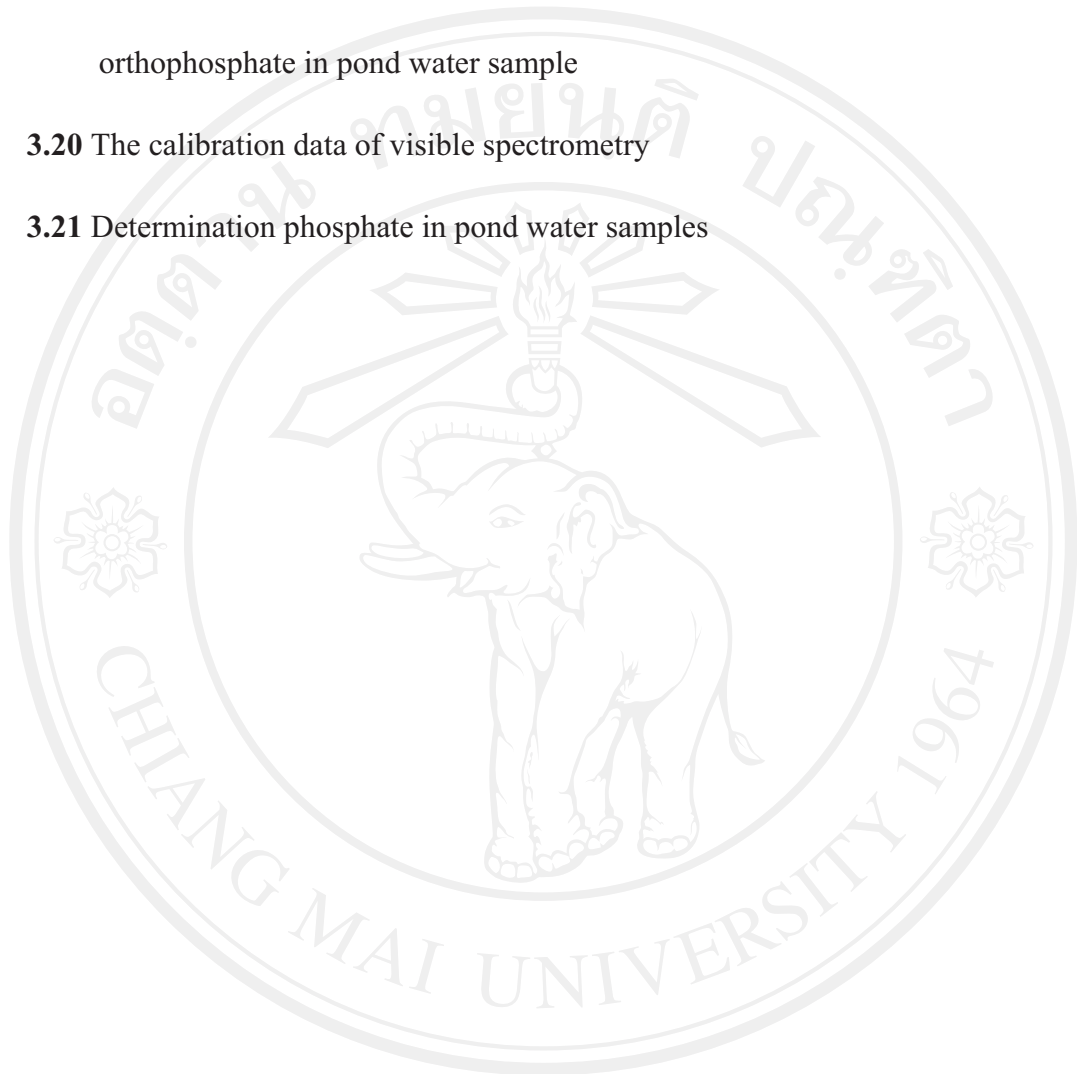 orthophosphate in pond water sample
3.20 The calibration data of visible spectrometry
3.21 Determination phosphate in pond water samples
CHIANG MAI UNIVERSITY 1964